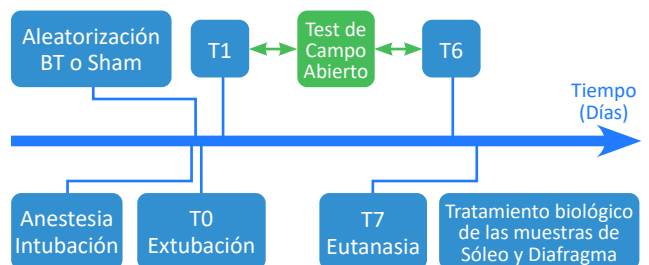 Aleatorización
BT o Sham
T1
Test de
Campo
Abierto
T6
Tiempo
(Días)
Anestesia
Intubación
T0
Extubación
T7
Eutanasia
Tratamiento biológico
de las muestras de
Sóleo y Diafragma